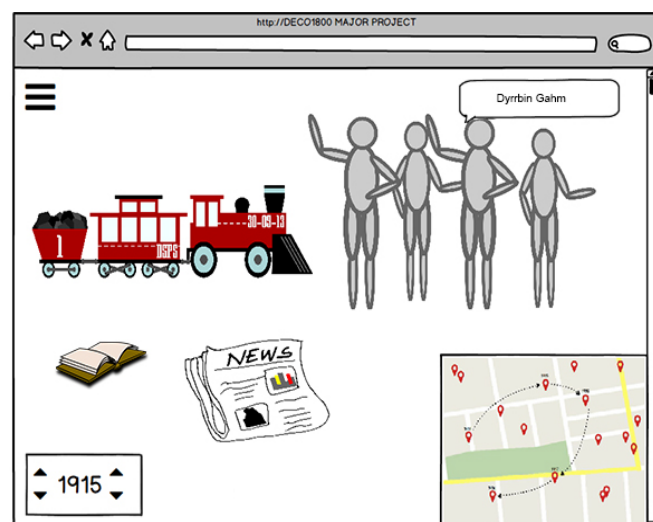 http://DECO1800 MAJOR PROJECT
Dyrrbin Gahm
30-09-13
1
DSPS
NEWS
1915